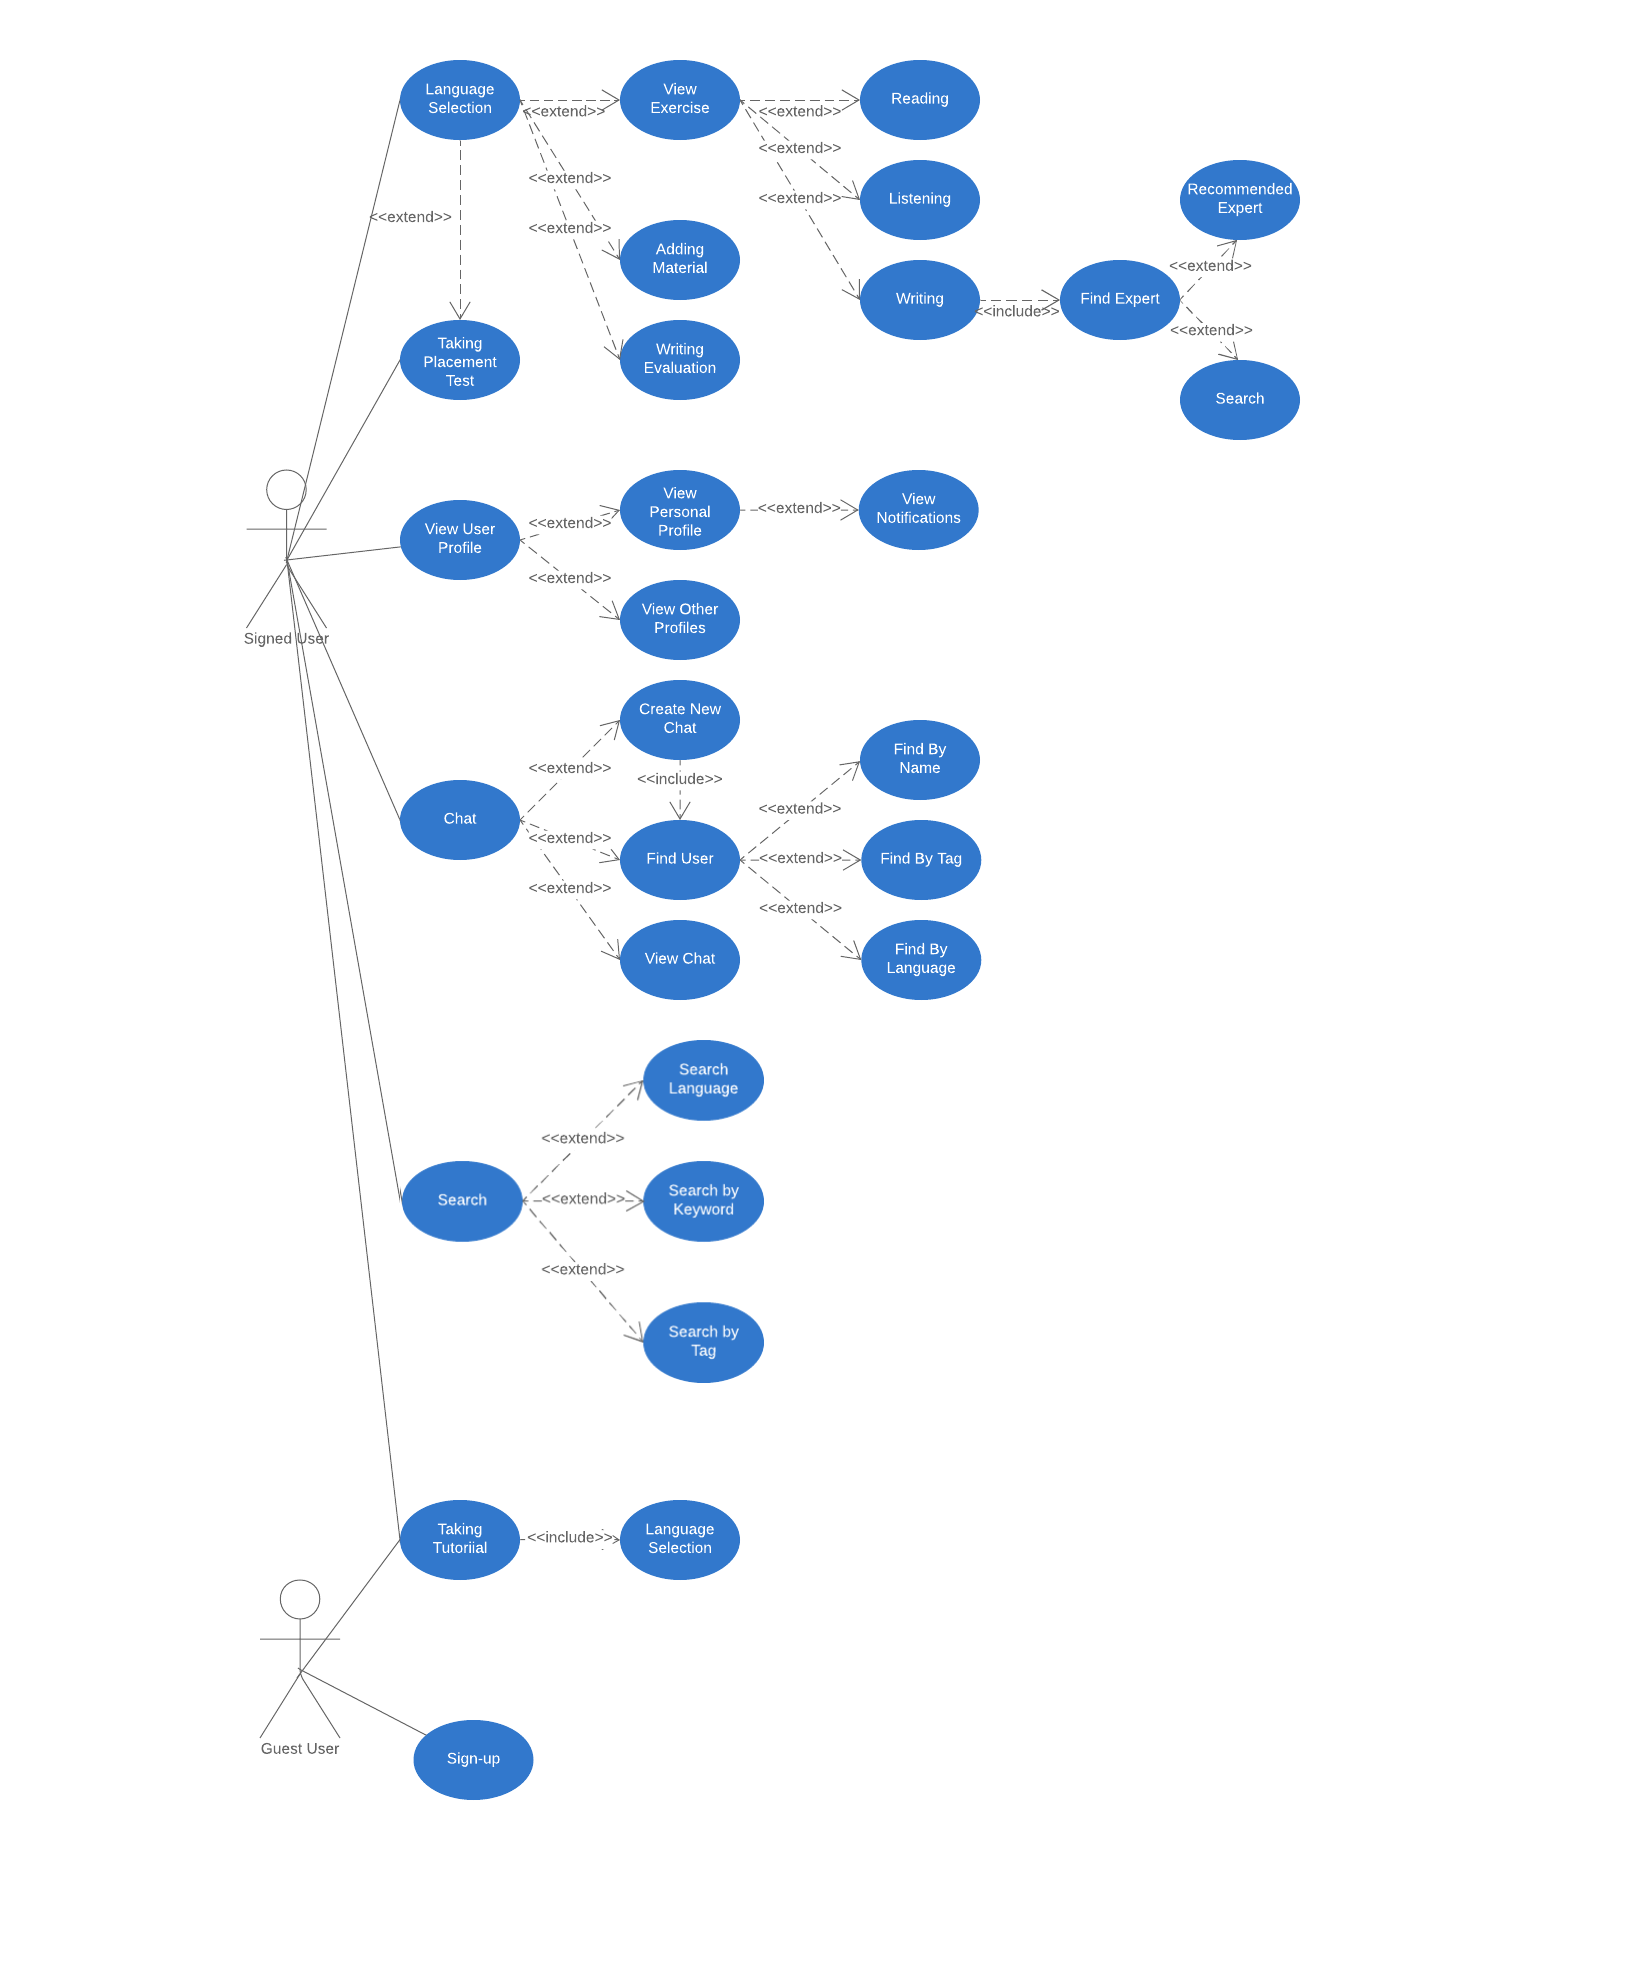 Language
Selection
<<extend>>
View
Exercise
<<extend>>
Reading
<<extend>>
Listening
<<extend>>
<<extend>>
<<extend>>
<<extend>>
Recommended
Expert
Adding
Material
Writing
<<include>>
Find Expert
<<extend>>
<<extend>>
Search
Taking
Placement
Test
Writing
Evaluation
View User
Profile
<<extend>>
View
Personal
Profile
<<extend>>
View
Notifications
<<extend>>
View Other
Profiles
Signed User
Create New
Chat
<<extend>>
<<include>>
Find By
Name
Chat
<<extend>>
Find User
<<extend>>
<<extend>>
Find By Tag
<<extend>>
<<extend>>
View Chat
Find By
Language
Search
Language
<<extend>>
Search
<<extend>>
Search by
Keyword
<<extend>>
Search by
Tag
Taking
Tutoriial
<<include>>
Language
Selection
Guest User
Sign-up